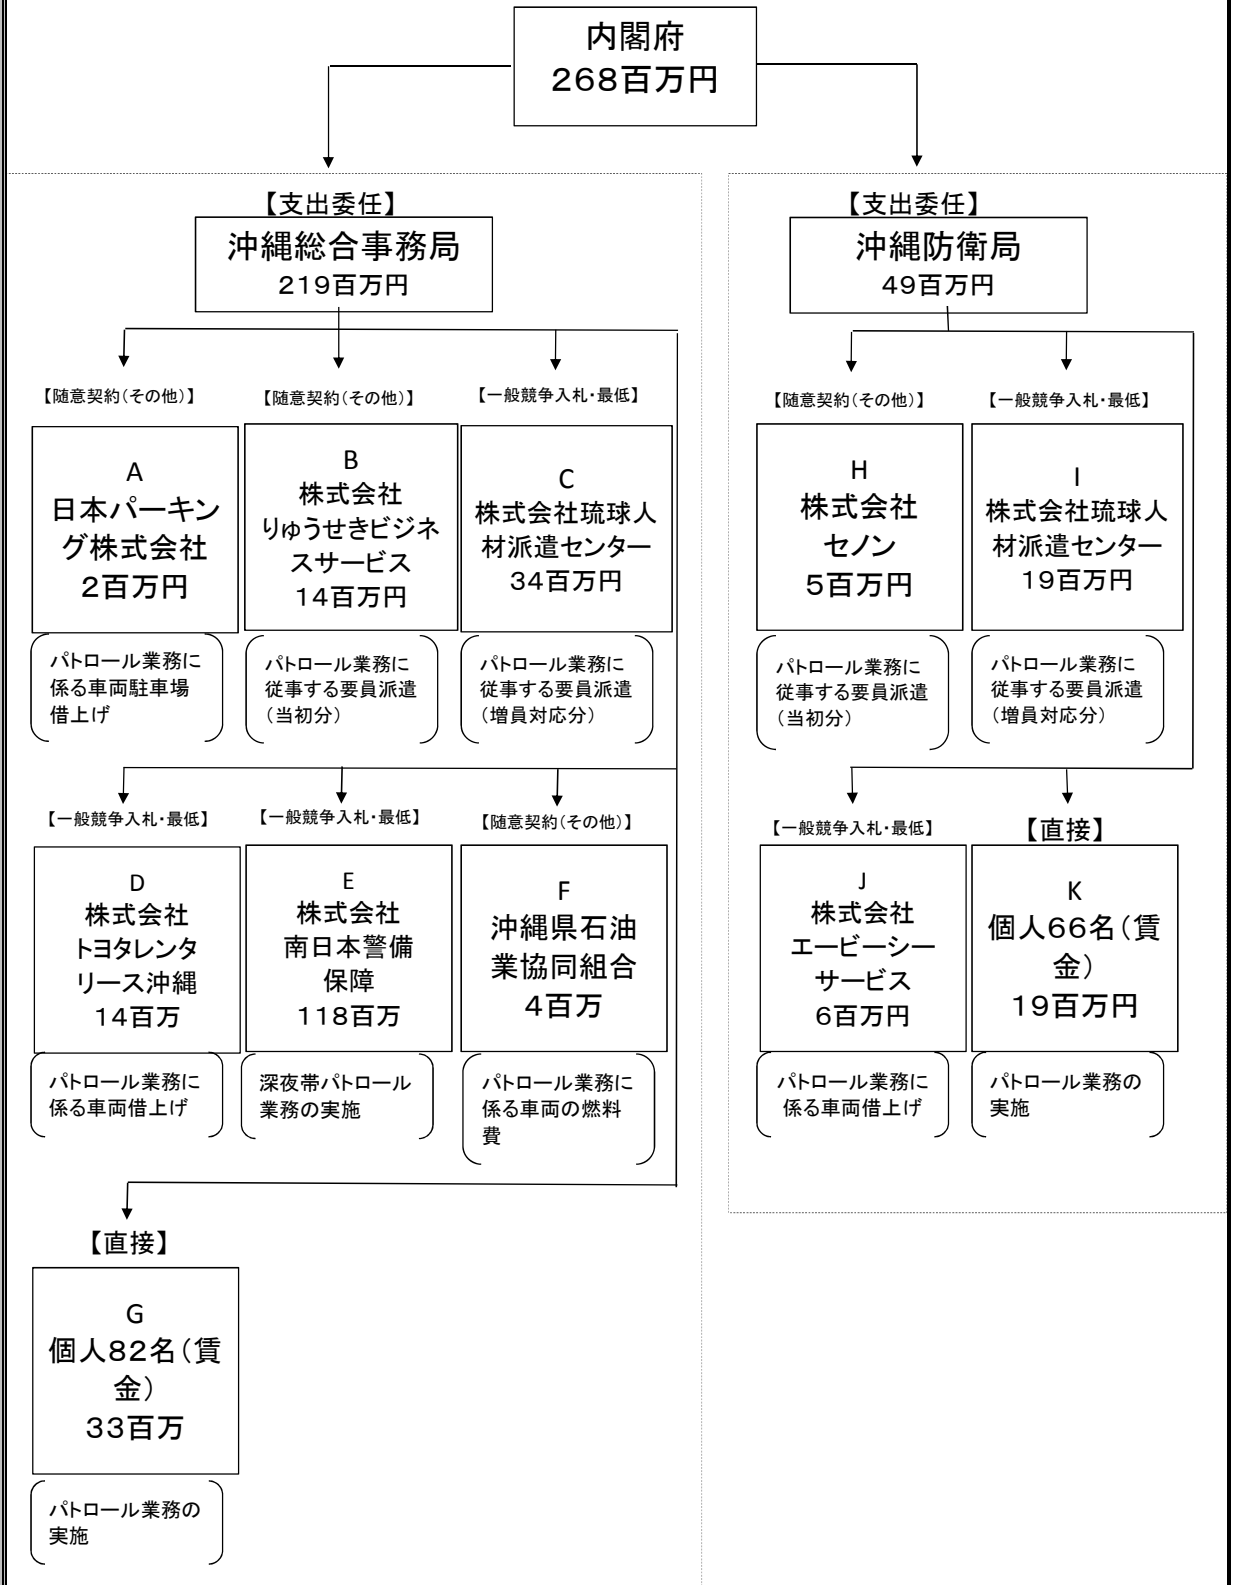 内閣府
268百万円
【支出委任】
沖縄総合事務局
219百万円
【支出委任】
沖縄防衛局
49百万円
【随意契約(その他)】
【随意契約(その他)】
【一般競争入札・最低】
A
日本パーキン
グ株式会社
2百万円
B
株式会社
りゅうせきビジネ
スサービス
14百万円
C
株式会社琉球人
材派遣センター
34百万円
パトロール業務に
係る車両駐車場
借上げ
パトロール業務に
従事する要員派遣
(当初分)
パトロール業務に
従事する要員派遣
(増員対応分)
【随意契約(その他)】
【一般競争入札・最低】
H
株式会社
セノン
5百万円
I
株式会社琉球人
材派遣センター
19百万円
パトロール業務に
従事する要員派遣
(当初分)
パトロール業務に
従事する要員派遣
(増員対応分)
【一般競争入札・最低】
【一般競争入札・最低】
【随意契約(その他)】
D
株式会社
トヨタレンタ
リース沖縄
14百万
E
株式会社
南日本警備
保障
118百万
F
沖縄県石油
業協同組合
4百万
パトロール業務に
係る車両借上げ
深夜帯パトロール
業務の実施
パトロール業務に
係る車両の燃料
費
【一般競争入札・最低】
【直接】
J
株式会社
エービーシー
サービス
6百万円
K
個人66名(賃
金)
19百万円
パトロール業務に
係る車両借上げ
パトロール業務の
実施
【直接】
G
個人82名(賃
金)
33百万
パトロール業務の
実施